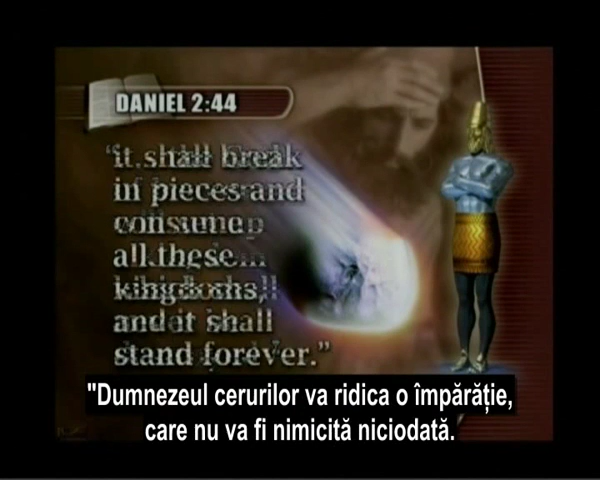 DANIEL 2:44
"it shall break
in pieces and
consume
all these
kingdoms,
and it shall
stand forever."
"Dumnezeul cerurilor va ridica o împărăție,
care nu va fi nimicită niciodată.